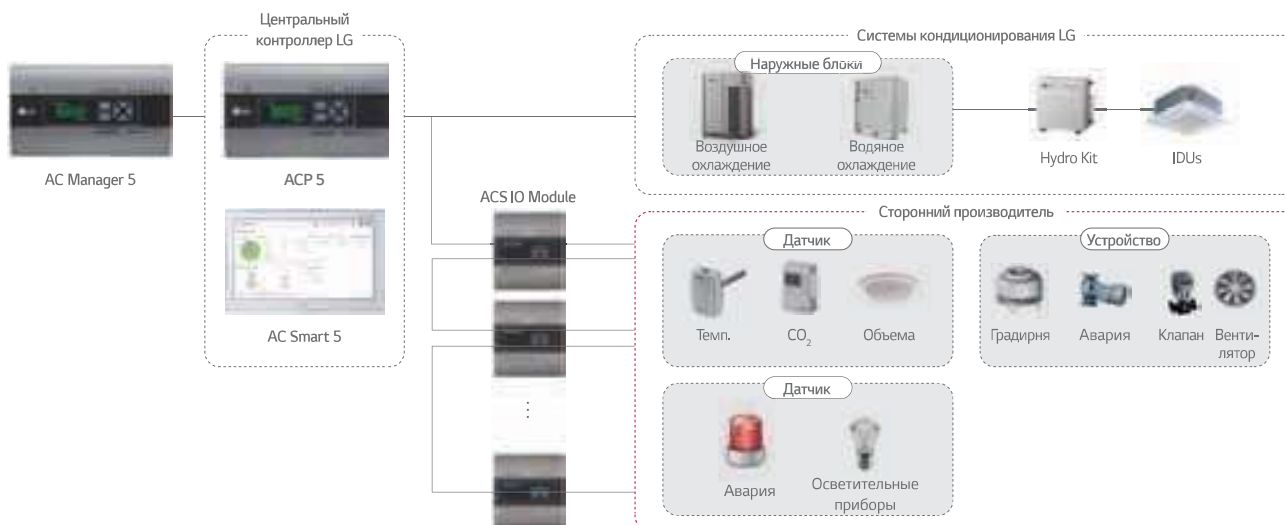 Центральный
контроллер LG
AC Manager 5
ACP 5
AC Smart 5
ACS IO Module
Системы кондиционирования LG
Наружные блоки
Воздушное
охлаждение
Водяное
охлаждение
Hydro Kit
IDUs
Сторонний производитель
Датчик
Темп.
CO₂
Объема
Устройство
Градирня
Авария
Клапан
Венти-
лятор
Датчик
Авария
Осветительные
приборы